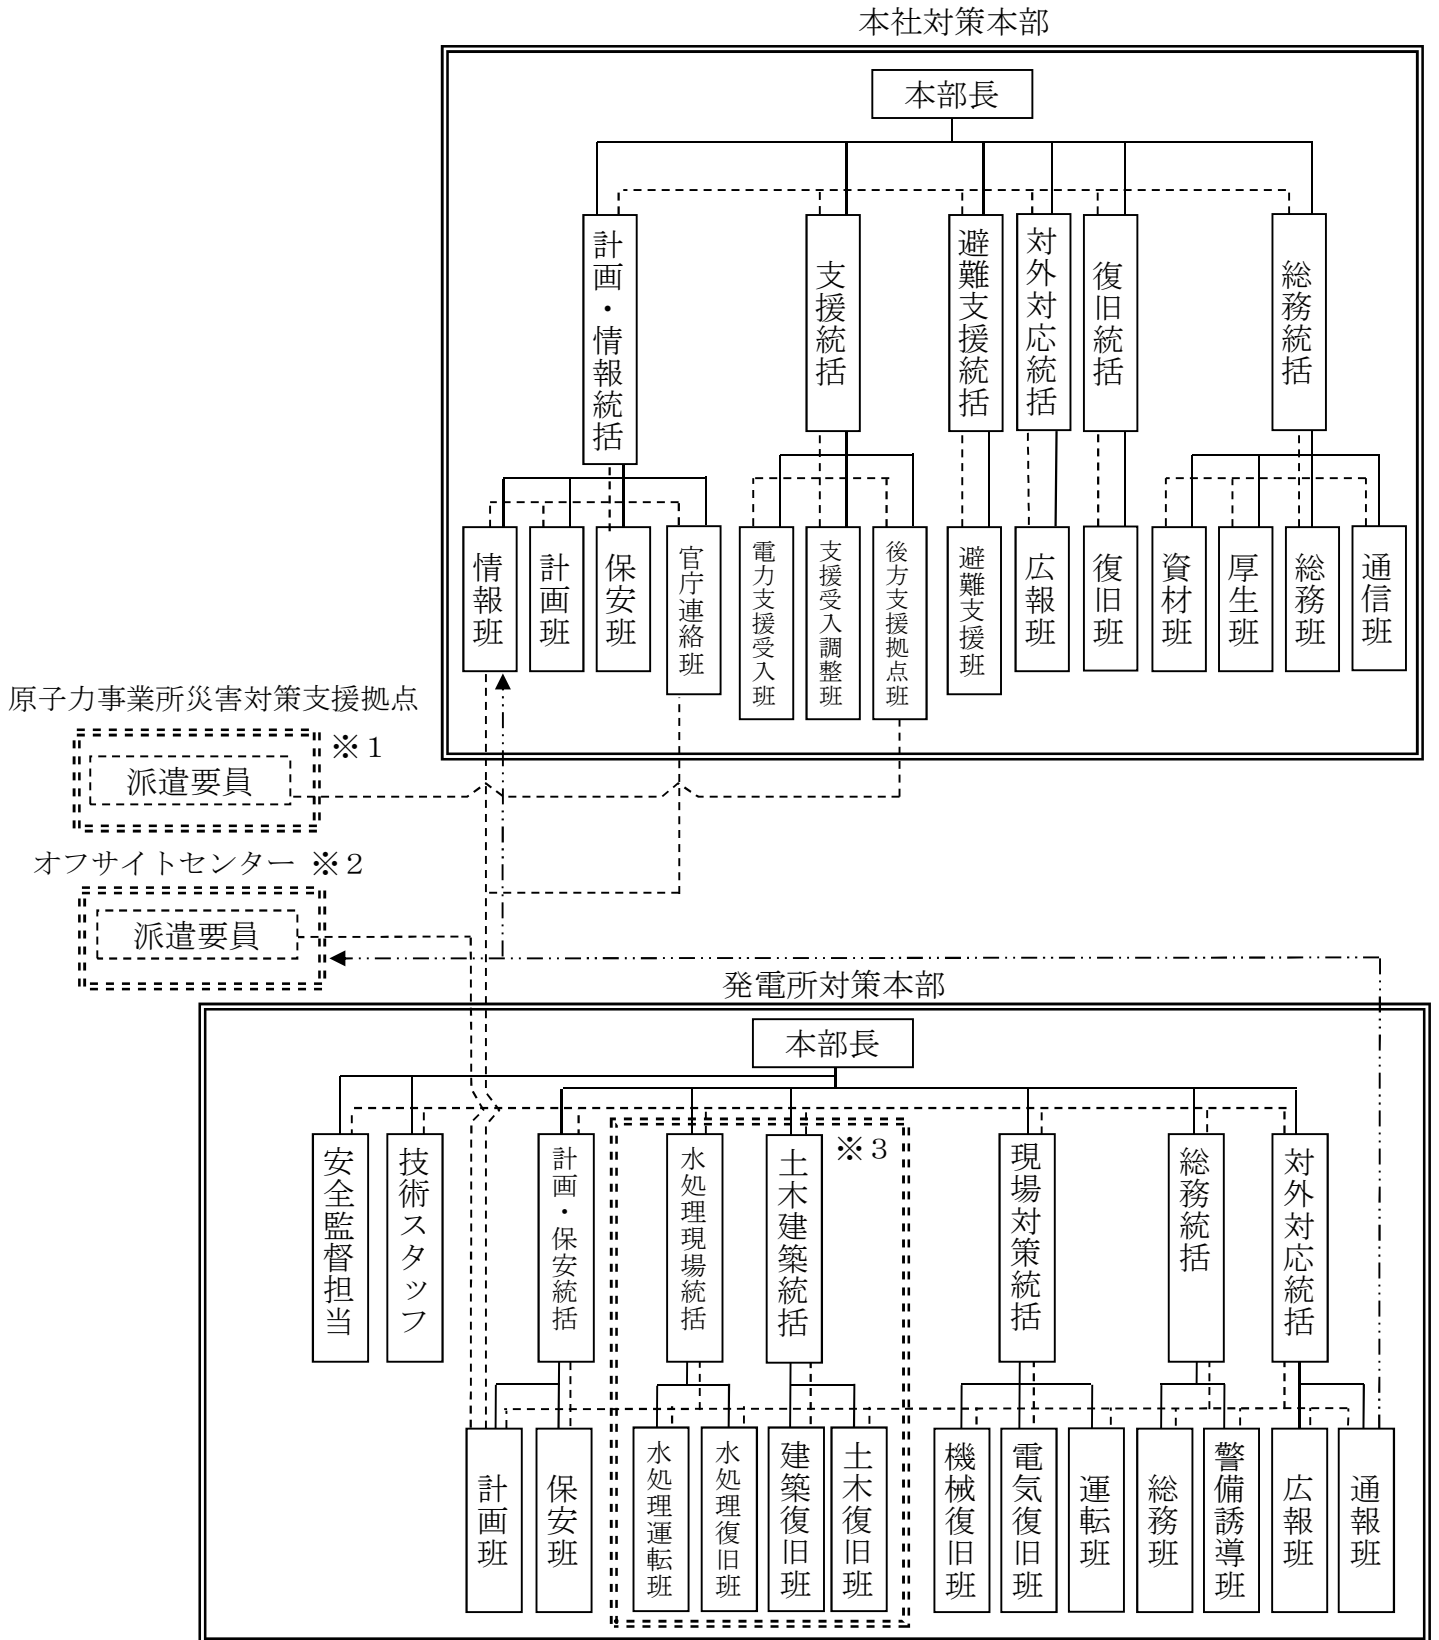 本社対策本部
本部長
計画・情報統括
支援統括
避難支援統括
対外対応統括
復旧統括
総務統括
情報班
計画班
保安班
官庁連絡班
電力支援受入班
支援受入調整班
後方支援拠点班
避難支援班
広報班
復旧班
資材班
厚生班
総務班
通信班
原子力事業所災害対策支援拠点
※1
派遣要員
オフサイトセンター ※2
派遣要員
発電所対策本部
本部長
安全監督担当
技術スタッフ
計画・保安統括
水処理現場統括
土木建築統括
※3
現場対策統括
総務統括
対外対応統括
計画班
保安班
水処理運転班
水処理復旧班
建築復旧班
土木復旧班
機械復旧班
電気復旧班
運転班
総務班
警備誘導班
広報班
通報班